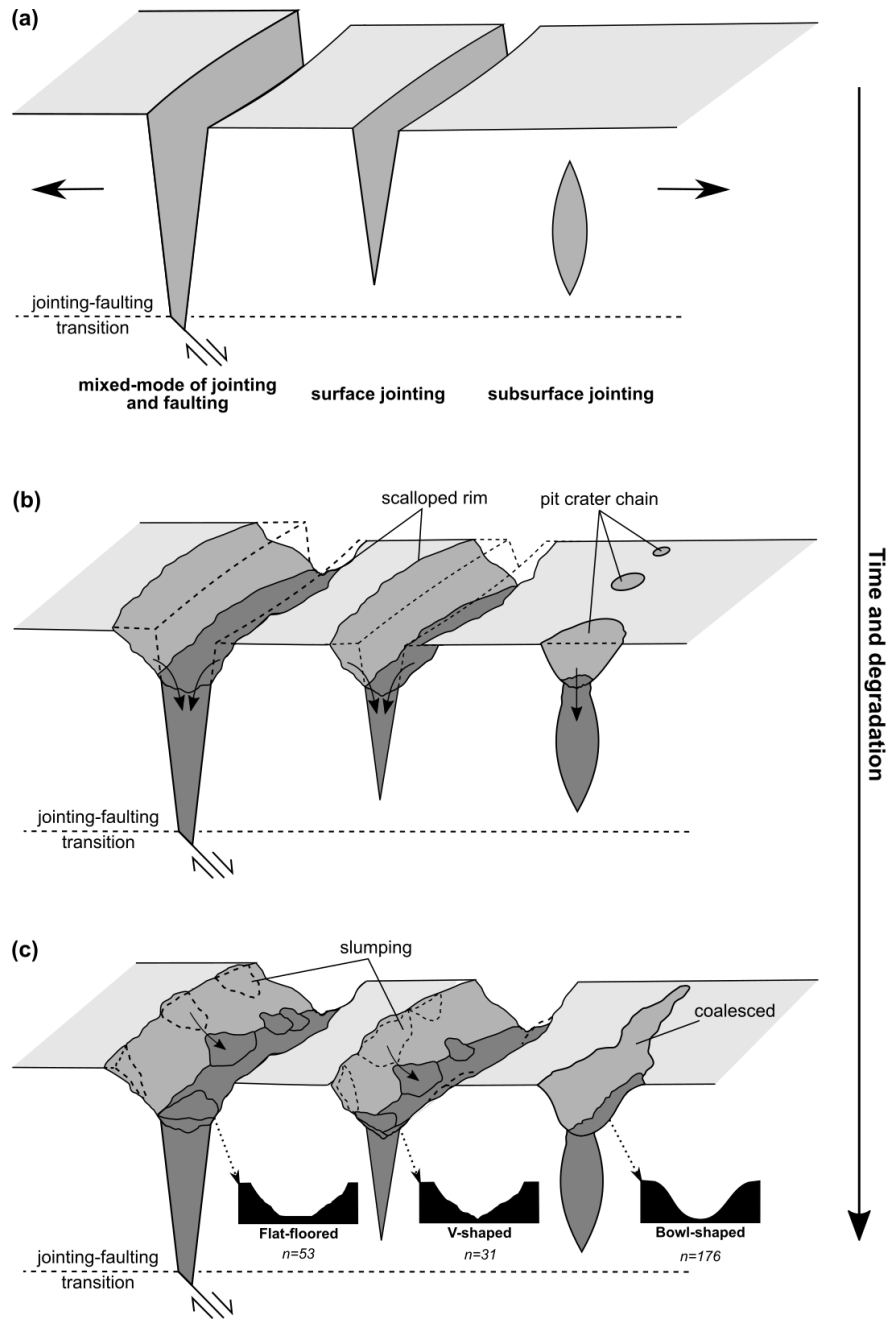 (a)
jointing-faulting
transition
mixed-mode of jointing
and faulting
surface jointing
subsurface jointing
(b)
scalloped rim
pit crater chain
jointing-faulting
transition
Time and degradation
(c)
slumping
coalesced
Flat-floored
n=53
V-shaped
n=31
Bowl-shaped
n=176
jointing-faulting
transition